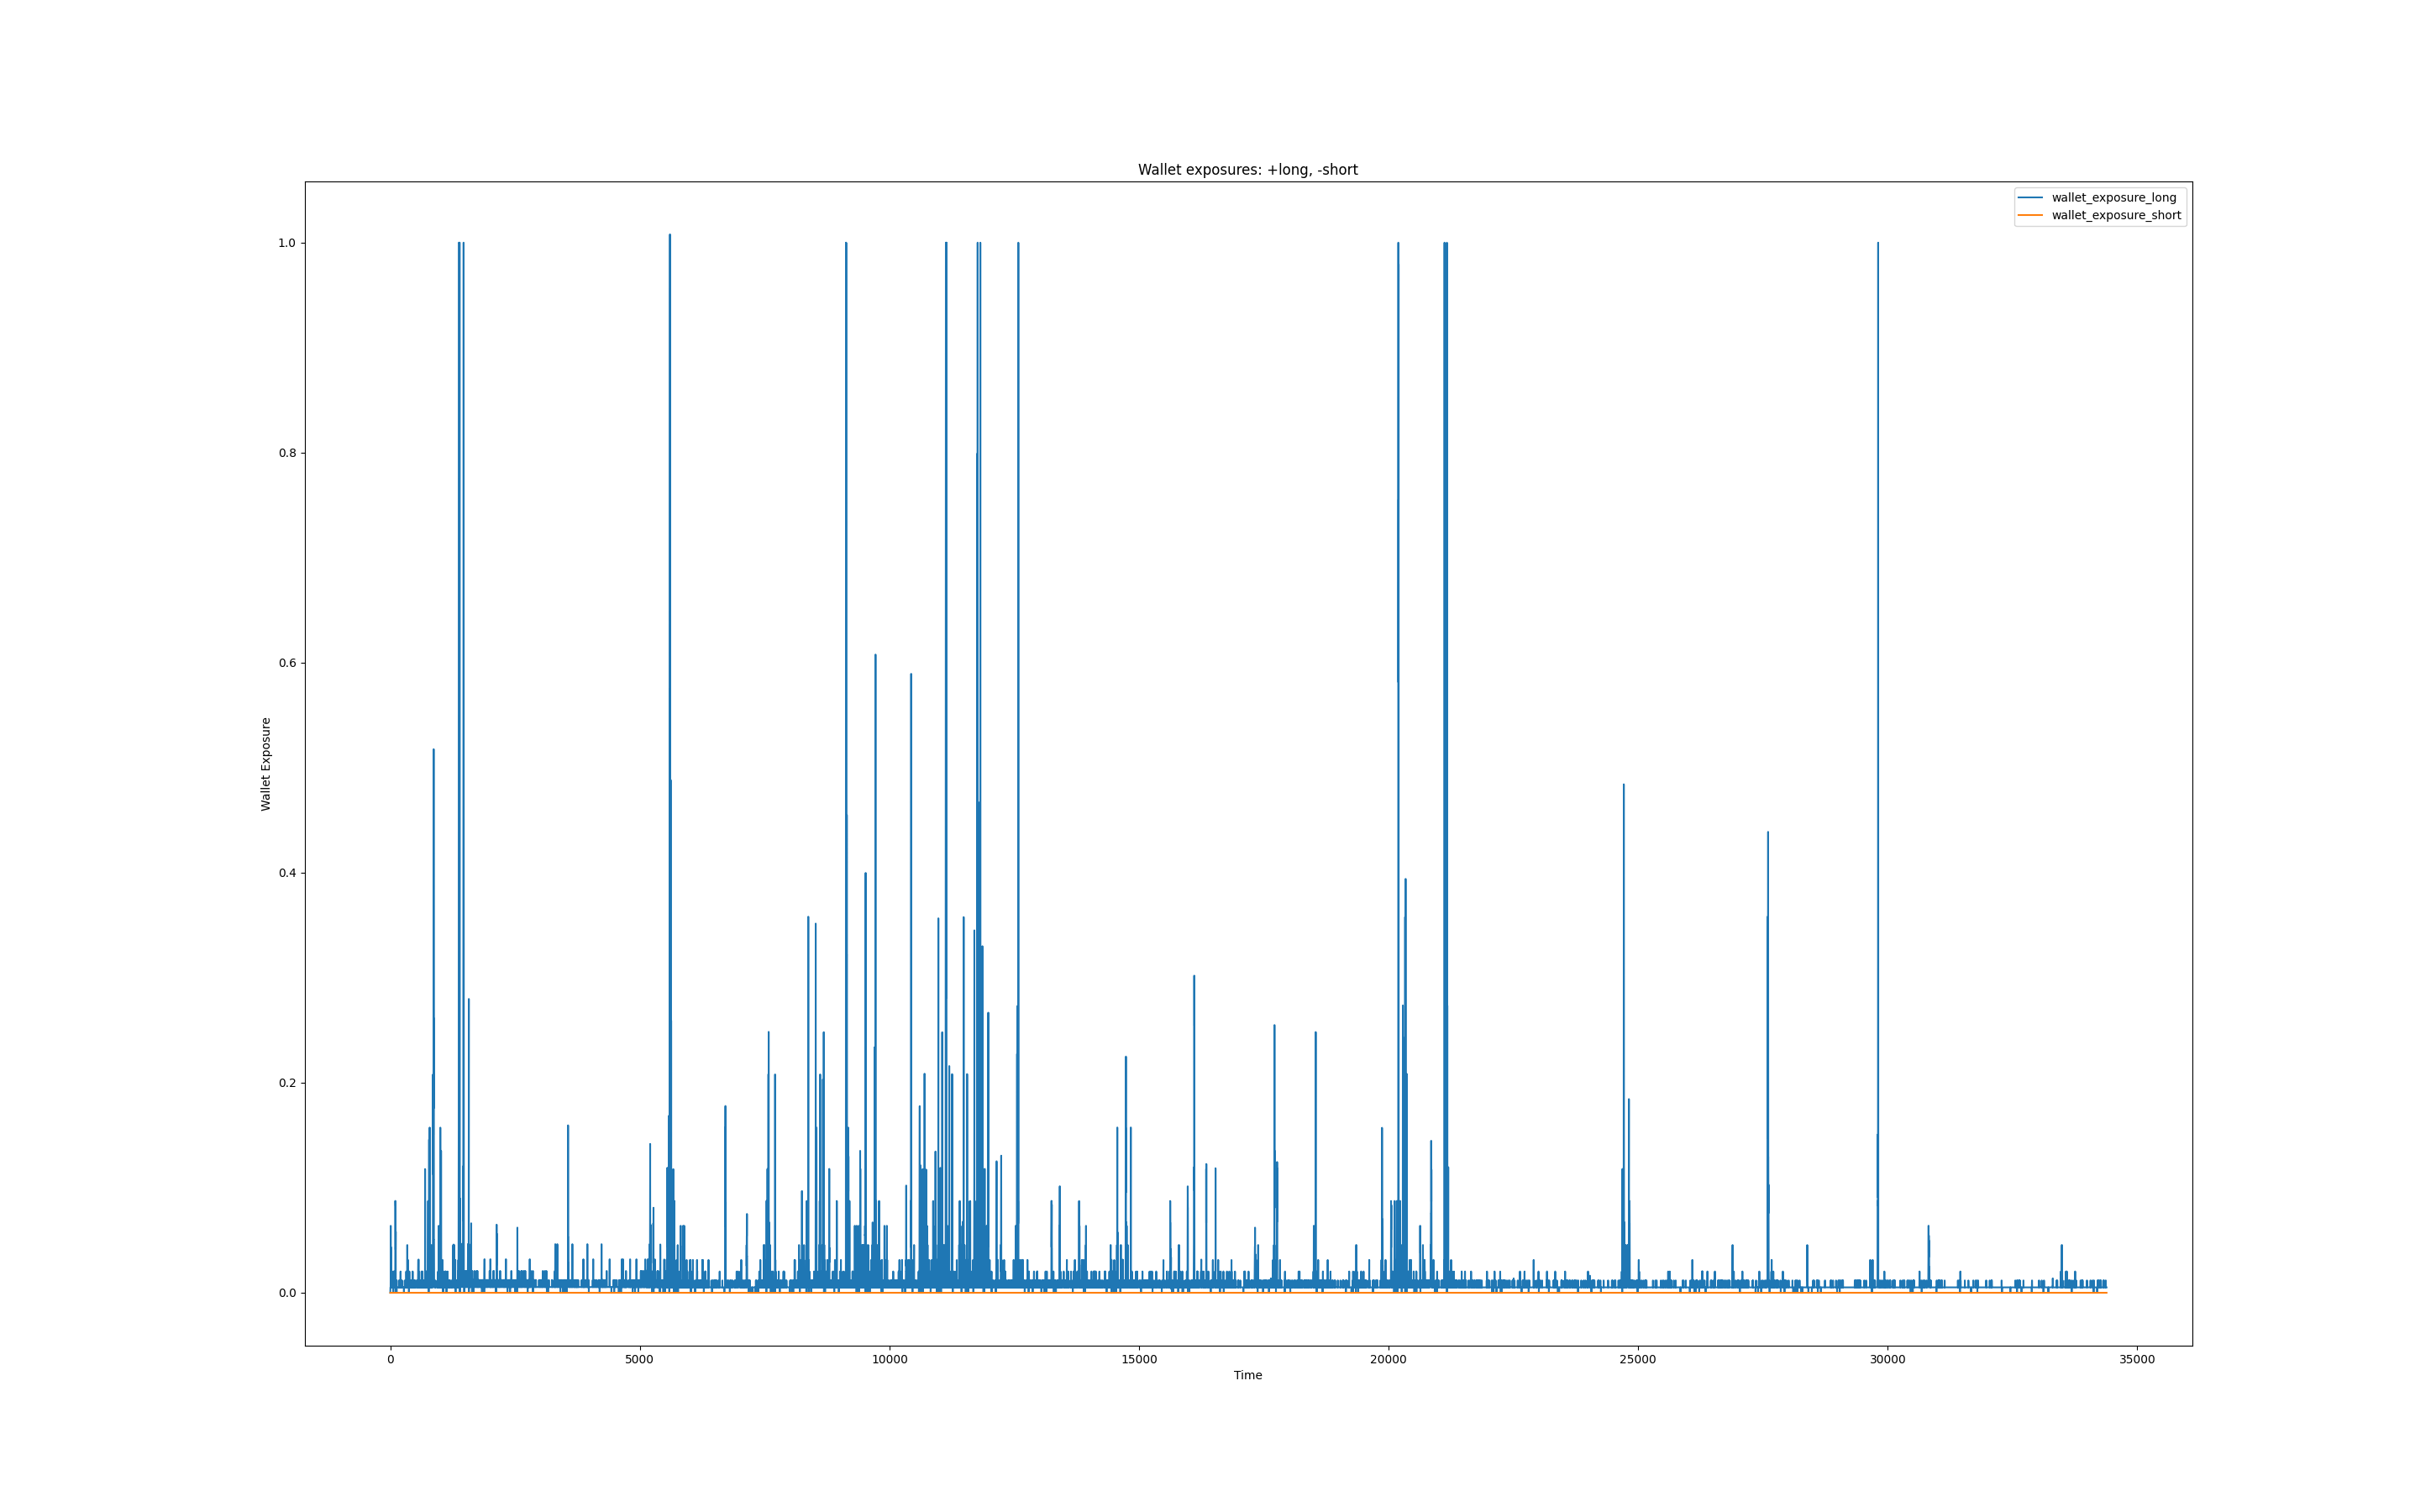 Wallet exposures: +long, -short
wallet_exposure_long
wallet_exposure_short
1.0
0.8
0.6
0.4
0.2
0.0
Wallet Exposure
0 5000 10000 15000 20000 25000 30000 35000
Time